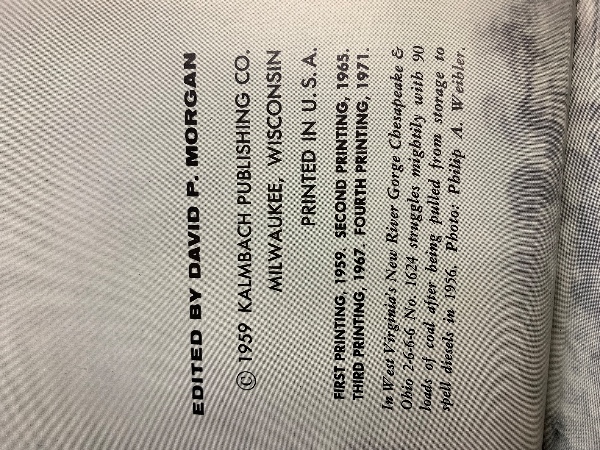 EDITED BY DAVID P. MORGAN
© 1959 KALMBACH PUBLISHING CO.
MILWAUKEE, WISCONSIN
PRINTED IN U. S. A.
FIRST PRINTING, 1959. SECOND PRINTING, 1965.
THIRD PRINTING, 1967. FOURTH PRINTING, 1971.
In West Virginia's New River Gorge Chesapeake &
Ohio 2-6-6-6 No. 1624 struggles mightily with 90
loads of coal after being pulled from storage to
spell diesels in 1956. Photo: Philip A. Weibler.